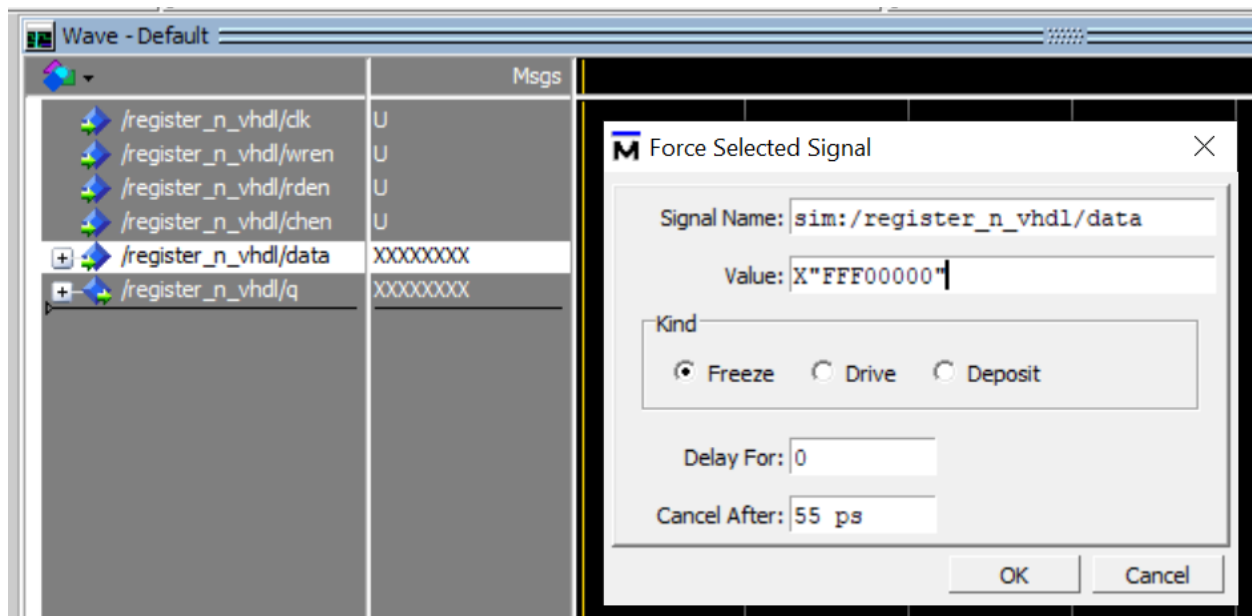 Wave - Default
Msgs
/register_n_vhdl/clk U
/register_n_vhdl/wren U
/register_n_vhdl/rden U
/register_n_vhdl/chen U
/register_n_vhdl/data XXXXXXXX
/register_n_vhdl/q XXXXXXXX
M Force Selected Signal
Signal Name: sim:/register_n_vhdl/data
Value: X"FFF00000"
Kind
Freeze Drive Deposit
Delay For: 0
Cancel After: 55 ps
OK Cancel